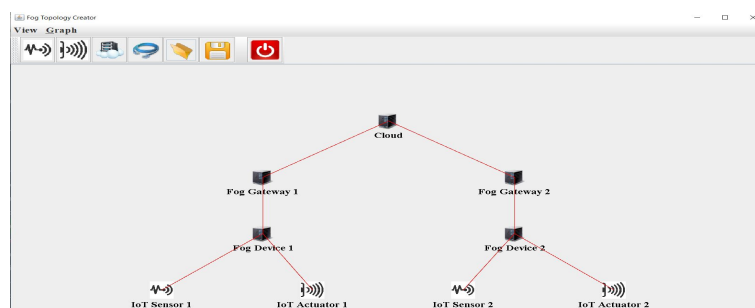 Fog Topology Creator
View Graph
Cloud
Fog Gateway 1
Fog Gateway 2
Fog Device 1
Fog Device 2
IoT Sensor 1
IoT Actuator 1
IoT Sensor 2
IoT Actuator 2